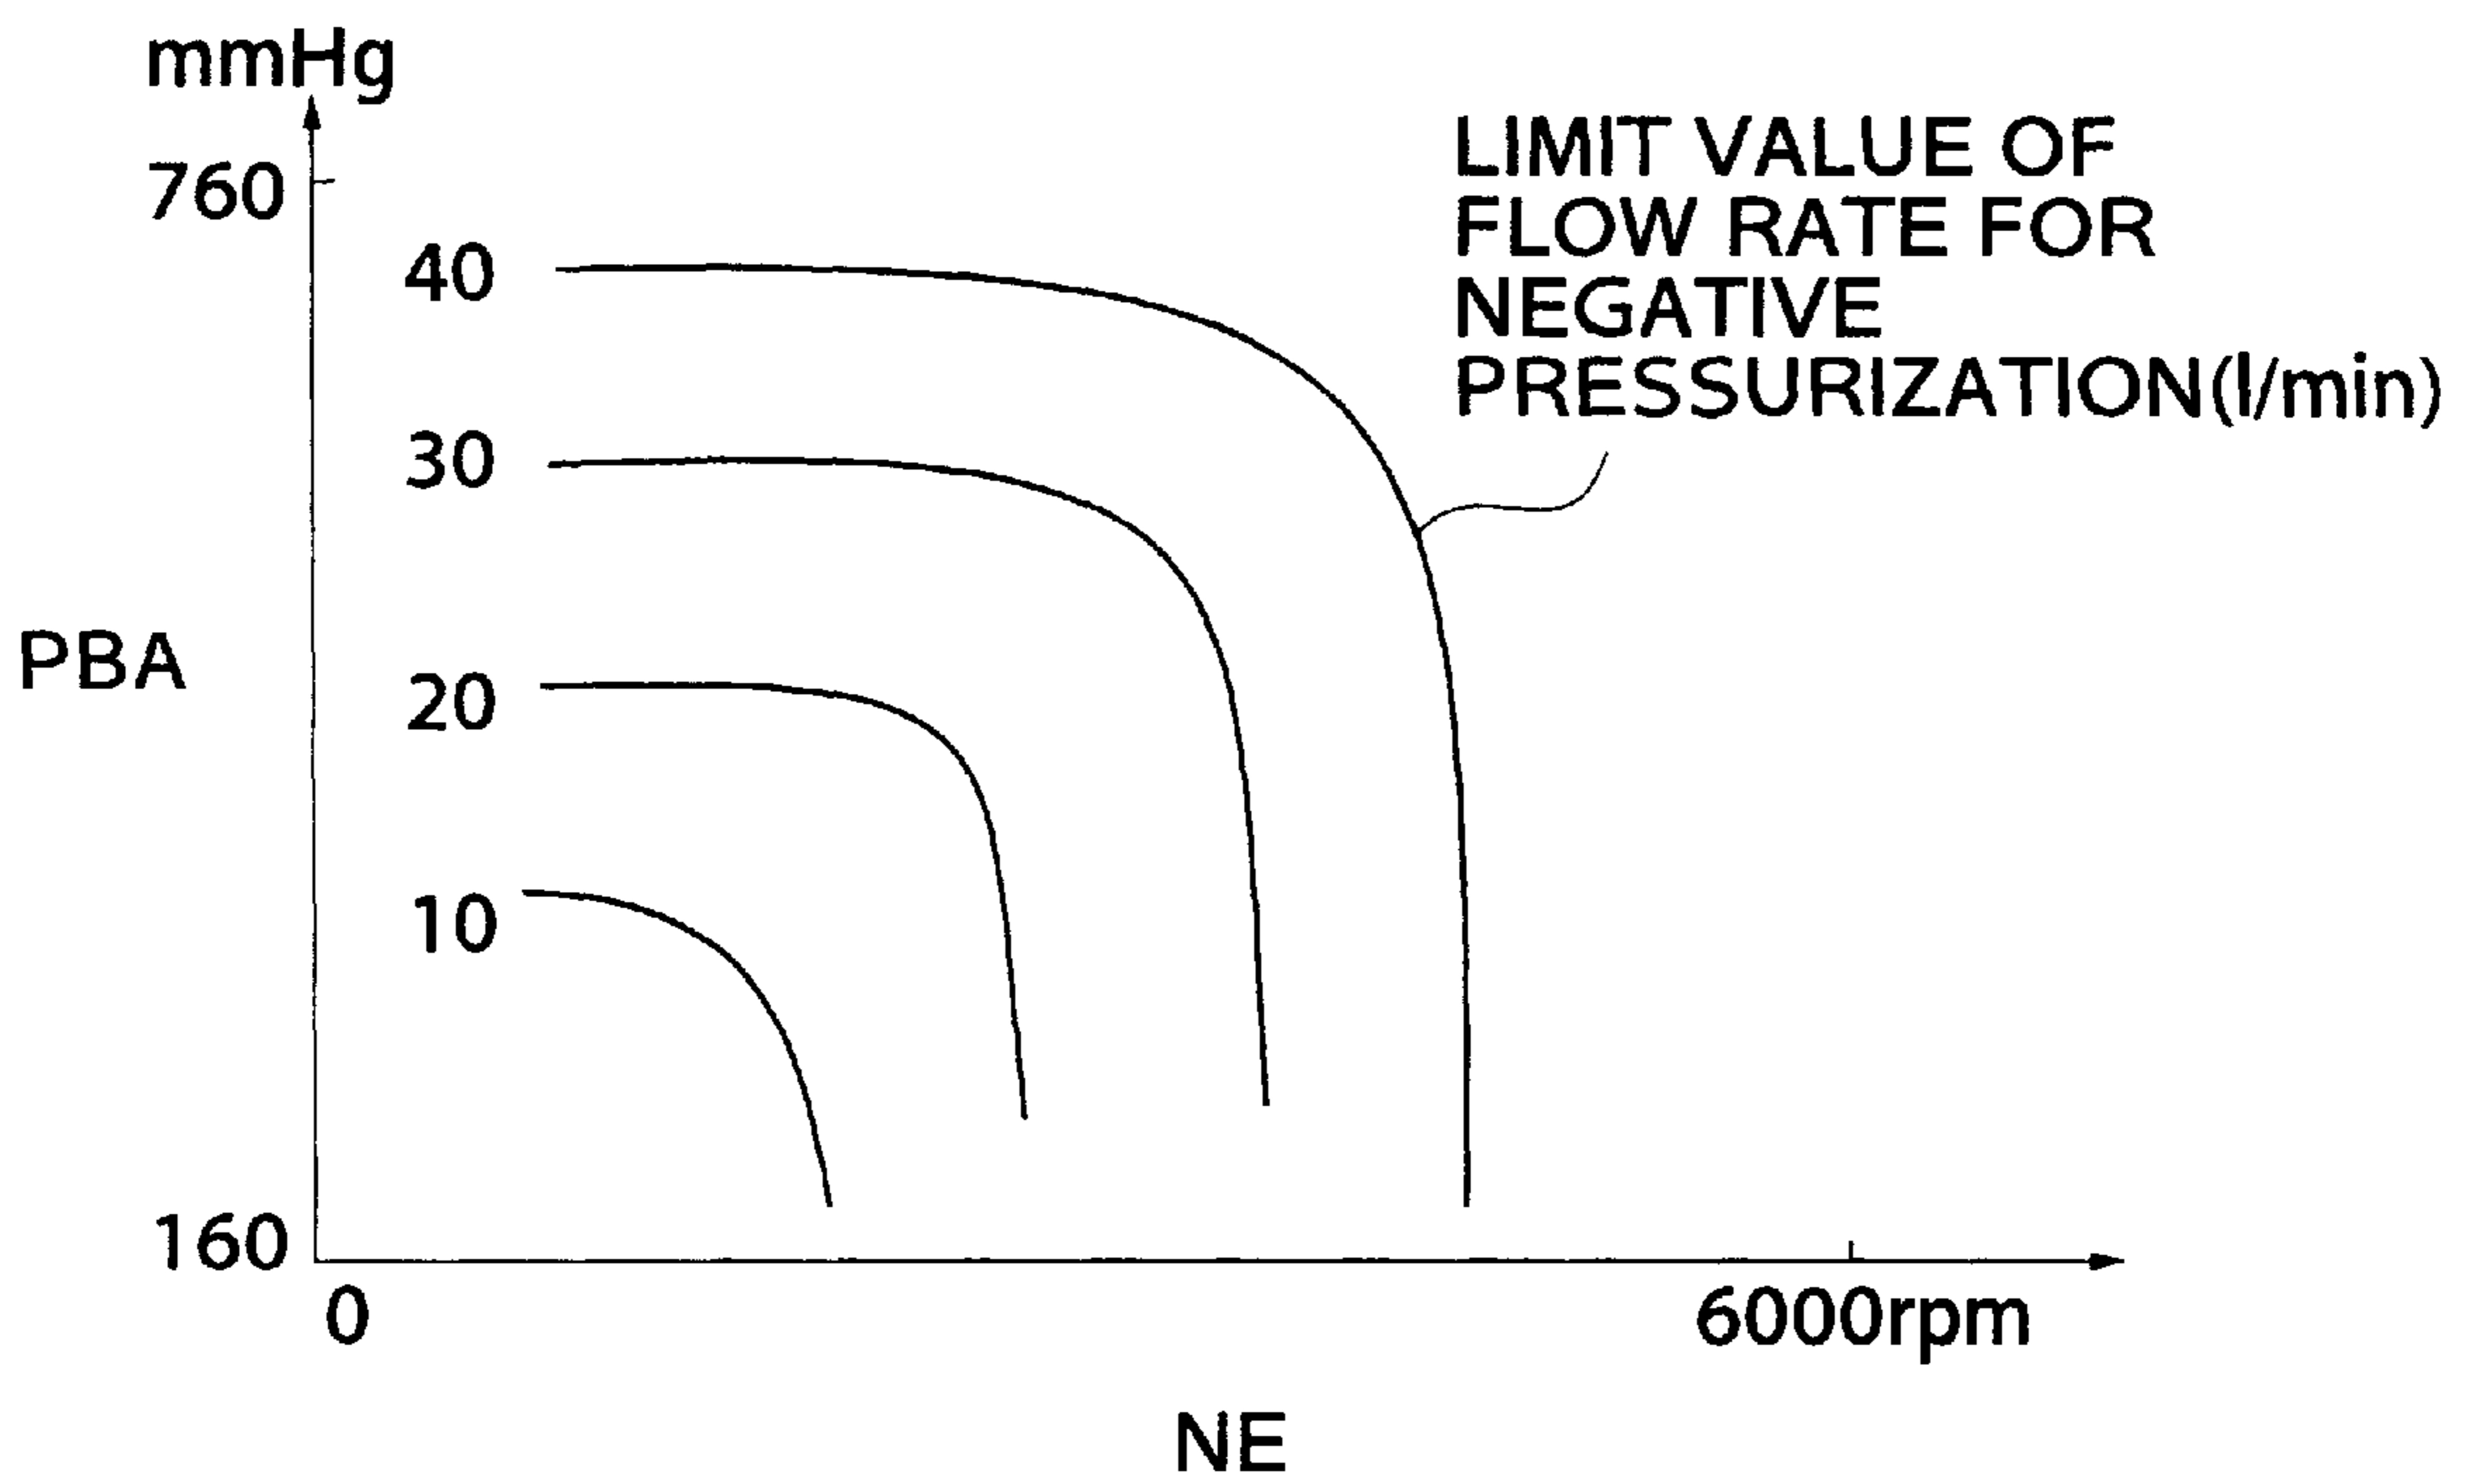 mmHg
760
LIMIT VALUE OF
FLOW RATE FOR
NEGATIVE
PRESSURIZATION(l/min)
40
30
PBA
20
10
160
0
6000rpm
NE